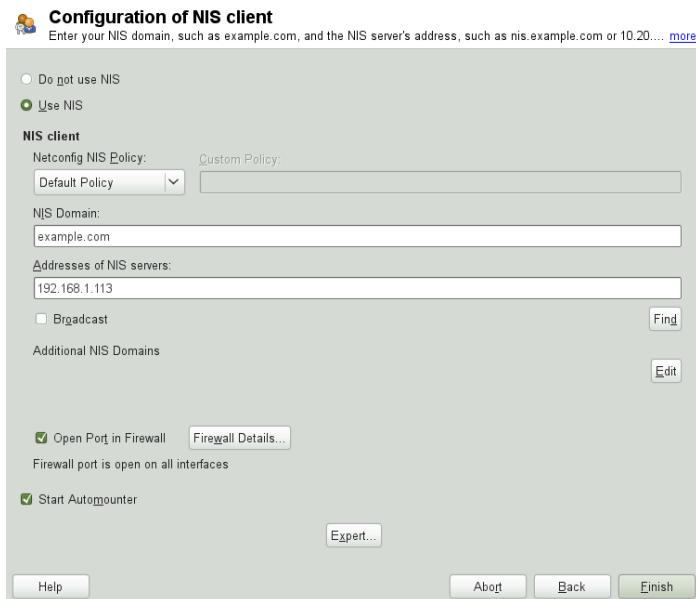 Configuration of NIS client
Enter your NIS domain, such as example.com, and the NIS server's address, such as nis.example.com or 10.20.... more
Do not use NIS
Use NIS
NIS client
Netconfig NIS Policy:
Custom Policy:
Default Policy
NIS Domain:
example.com
Addresses of NIS servers:
192.168.1.113
Broadcast
Find
Additional NIS Domains
Edit
Open Port in Firewall
Firewall Details...
Firewall port is open on all interfaces
Start Automounter
Expert...
Help
Abort
Back
Finish